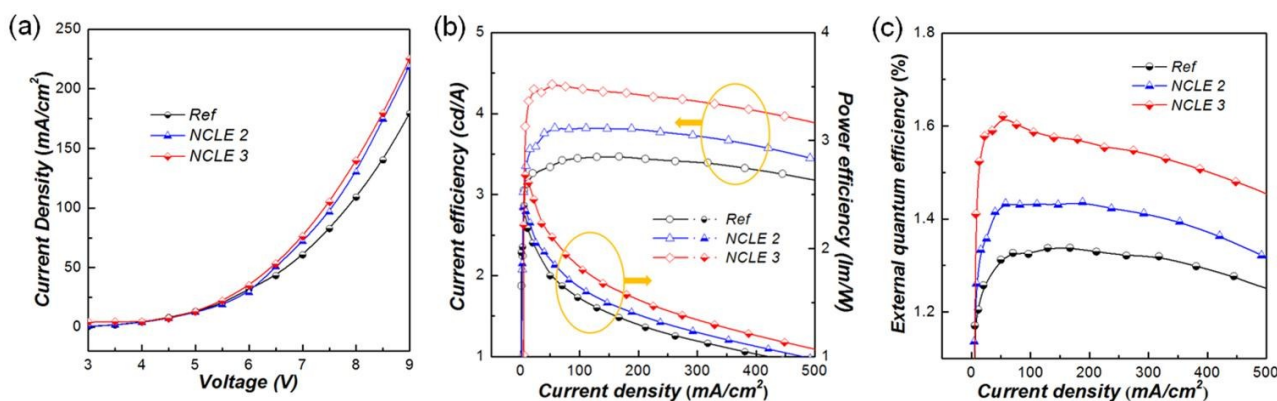 (a)
250
200
150
100
50
0
Current Density (mA/cm²)
Ref
NCLE 2
NCLE 3
3 4 5 6 7 8 9
Voltage (V)
(b)
5
4
3
2
1
Current efficiency (cd/A)
4
3
2
1
Power efficiency (lm/W)
Ref
NCLE 2
NCLE 3
0 100 200 300 400 500
Current density (mA/cm²)
(c)
1.8
1.6
1.4
1.2
External quantum efficiency (%)
Ref
NCLE 2
NCLE 3
0 100 200 300 400 500
Current density (mA/cm²)